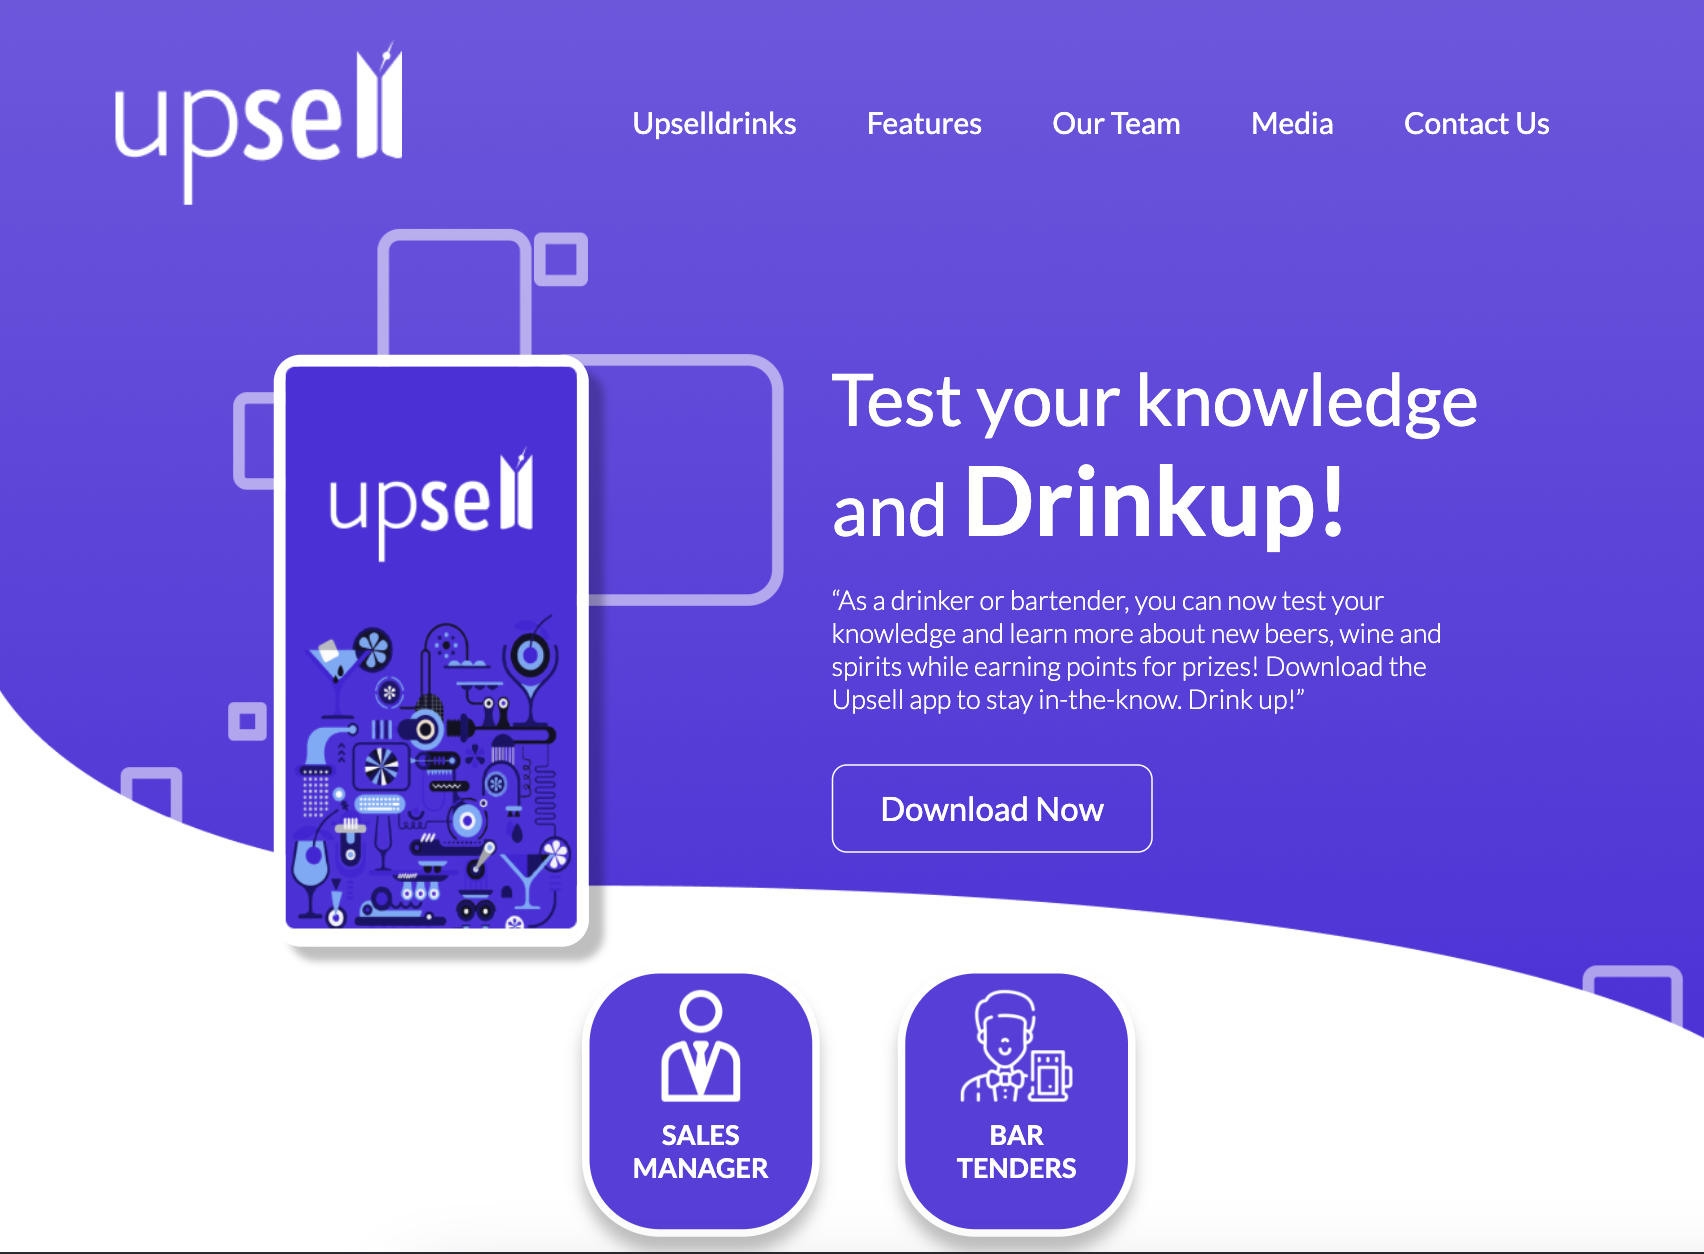 upsell
Upselldrinks
Features
Our Team
Media
Contact Us
upsell
Test your knowledge
and Drinkup!
“As a drinker or bartender, you can now test your
knowledge and learn more about new beers, wine and
spirits while earning points for prizes! Download the
Upsell app to stay in-the-know. Drink up!”
Download Now
SALES
MANAGER
BAR
TENDERS